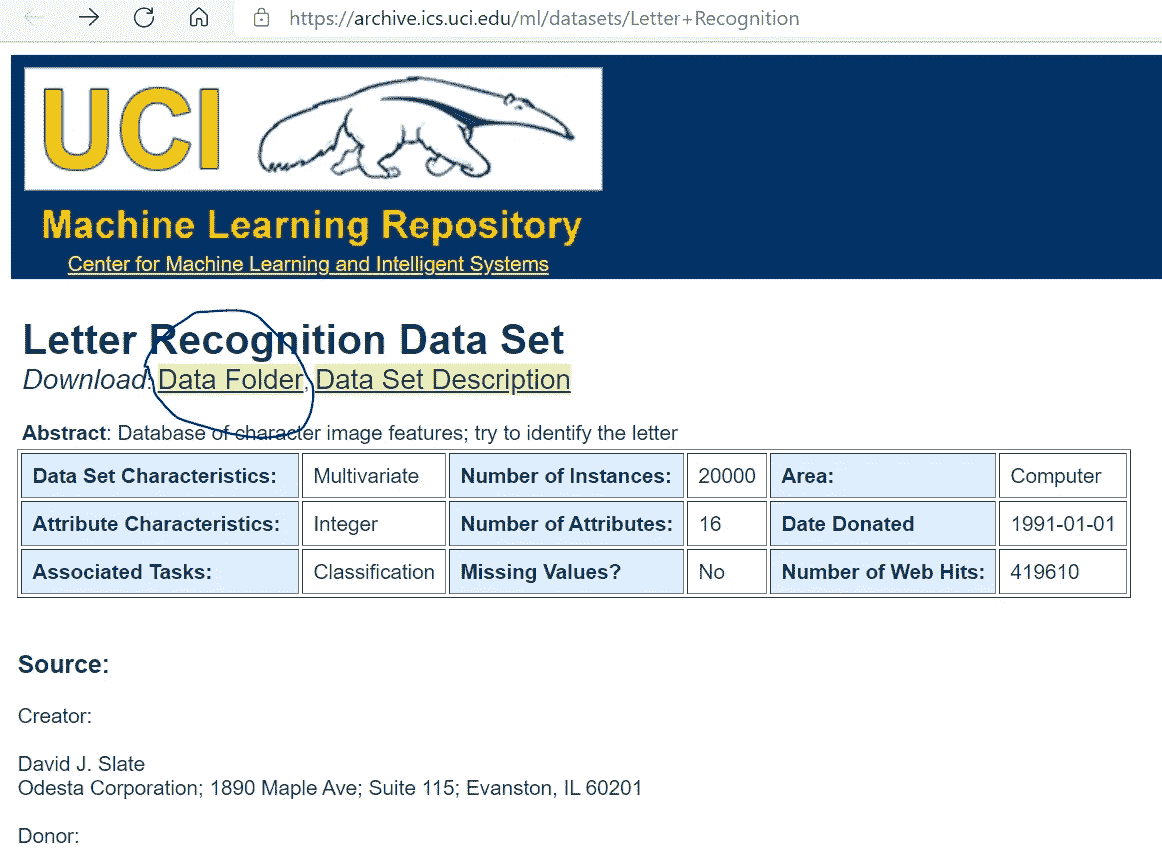 https://archive.ics.uci.edu/ml/datasets/Letter+Recognition
UCI
Machine Learning Repository
Center for Machine Learning and Intelligent Systems
Letter Recognition Data Set
Download: Data Folder, Data Set Description
Abstract: Database of character image features; try to identify the letter
Data Set Characteristics: Multivariate Number of Instances: 20000 Area: Computer
Attribute Characteristics: Integer Number of Attributes: 16 Date Donated 1991-01-01
Associated Tasks: Classification Missing Values? No Number of Web Hits: 419610
Source:
Creator:
David J. Slate
Odesta Corporation; 1890 Maple Ave; Suite 115; Evanston, IL 60201
Donor: